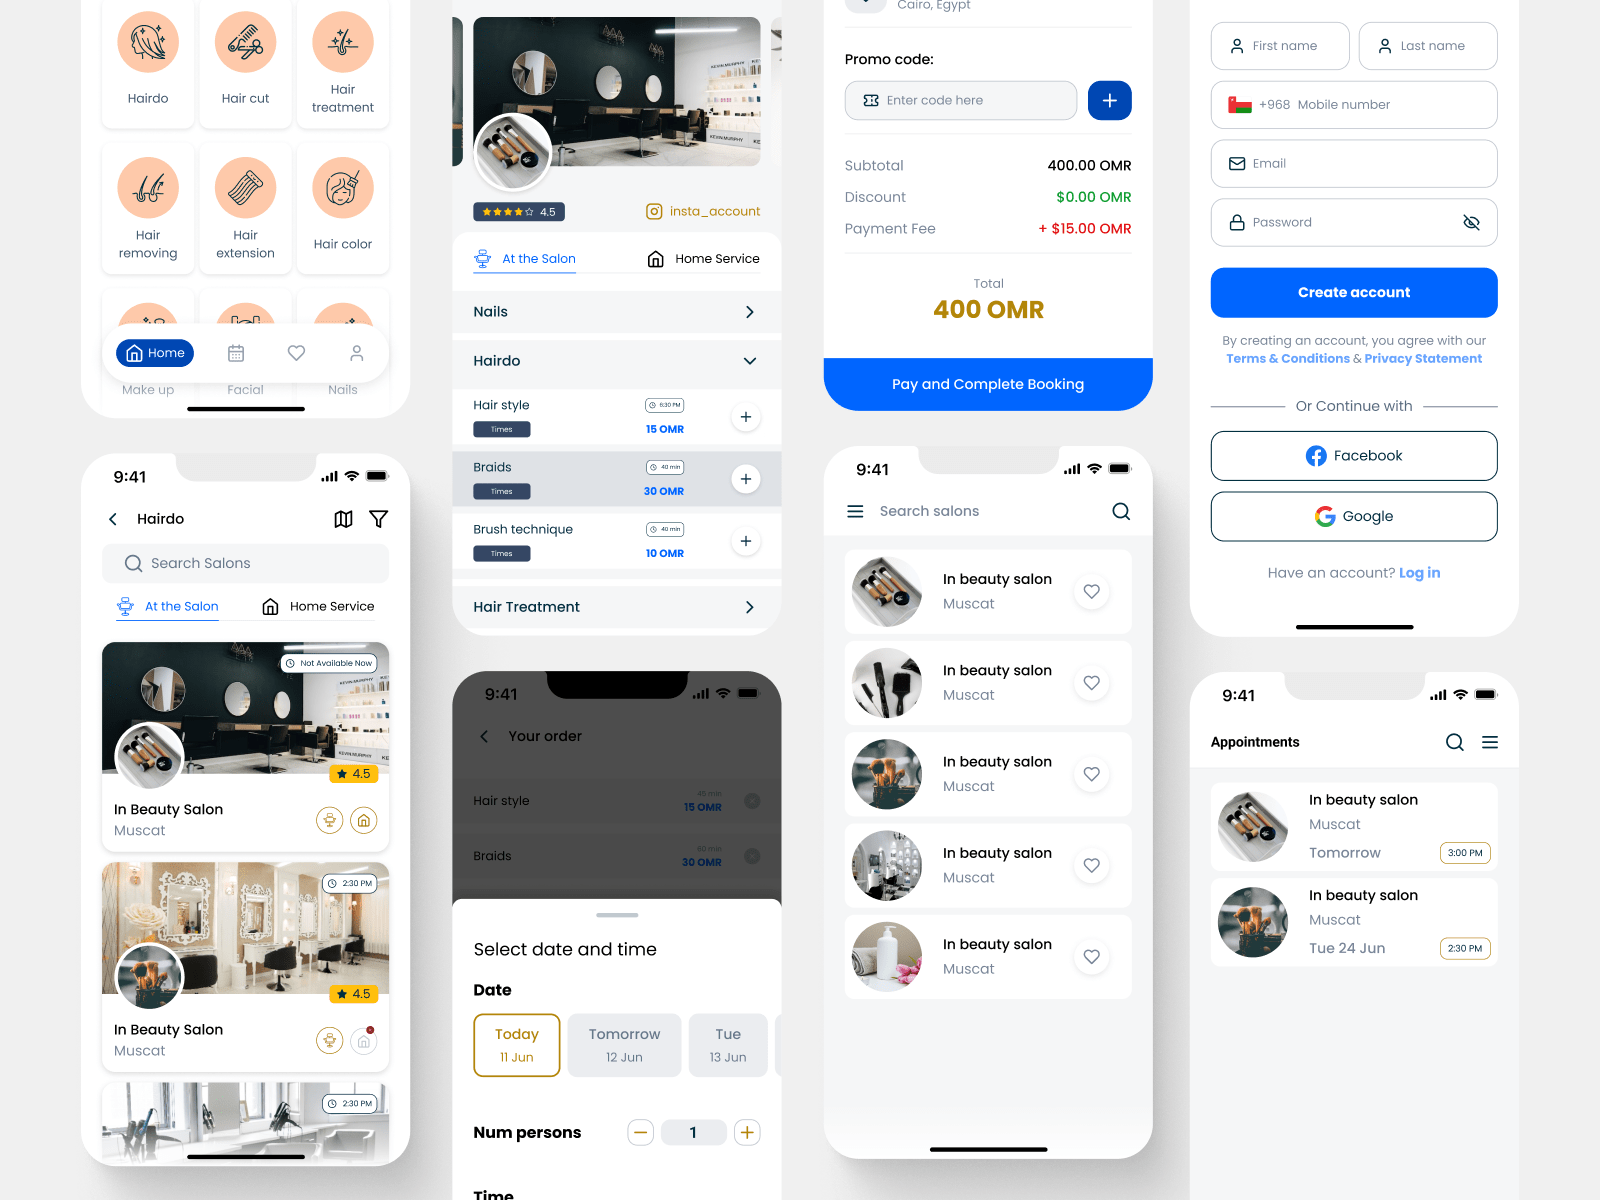 Hairdo
Hair cut
Hair
treatment
Hair
removing
Hair
extension
Hair color
Home
Make up
Facial
Nails
9:41
Hairdo
Search Salons
At the Salon
Home Service
Not Available Now
KEVIN.MURPHY
KEVIN.MURPHY
4.5
In Beauty Salon
Muscat
2:30 PM
4.5
In Beauty Salon
Muscat
2:30 PM
KEVIN.MURPHY
KEVIN.MURPHY
4.5
insta_account
At the Salon
Home Service
Nails
Hairdo
Hair style
6:30 PM
Times
15 OMR
Braids
40 min
Times
30 OMR
Brush technique
40 min
Times
10 OMR
Hair Treatment
9:41
Your order
Hair style
45 min
15 OMR
Braids
60 min
30 OMR
Select date and time
Date
Today
11 Jun
Tomorrow
12 Jun
Tue
13 Jun
Num persons
1
Time
Cairo, Egypt
Promo code:
Enter code here
Subtotal
400.00 OMR
Discount
$0.00 OMR
Payment Fee
+ $15.00 OMR
Total
400 OMR
Pay and Complete Booking
9:41
Search salons
In beauty salon
Muscat
In beauty salon
Muscat
In beauty salon
Muscat
In beauty salon
Muscat
In beauty salon
Muscat
First name
Last name
+968 Mobile number
Email
Password
Create account
By creating an account, you agree with our
Terms & Conditions & Privacy Statement
Or Continue with
Facebook
Google
Have an account? Log in
9:41
Appointments
In beauty salon
Muscat
Tomorrow
3:00 PM
In beauty salon
Muscat
Tue 24 Jun
2:30 PM